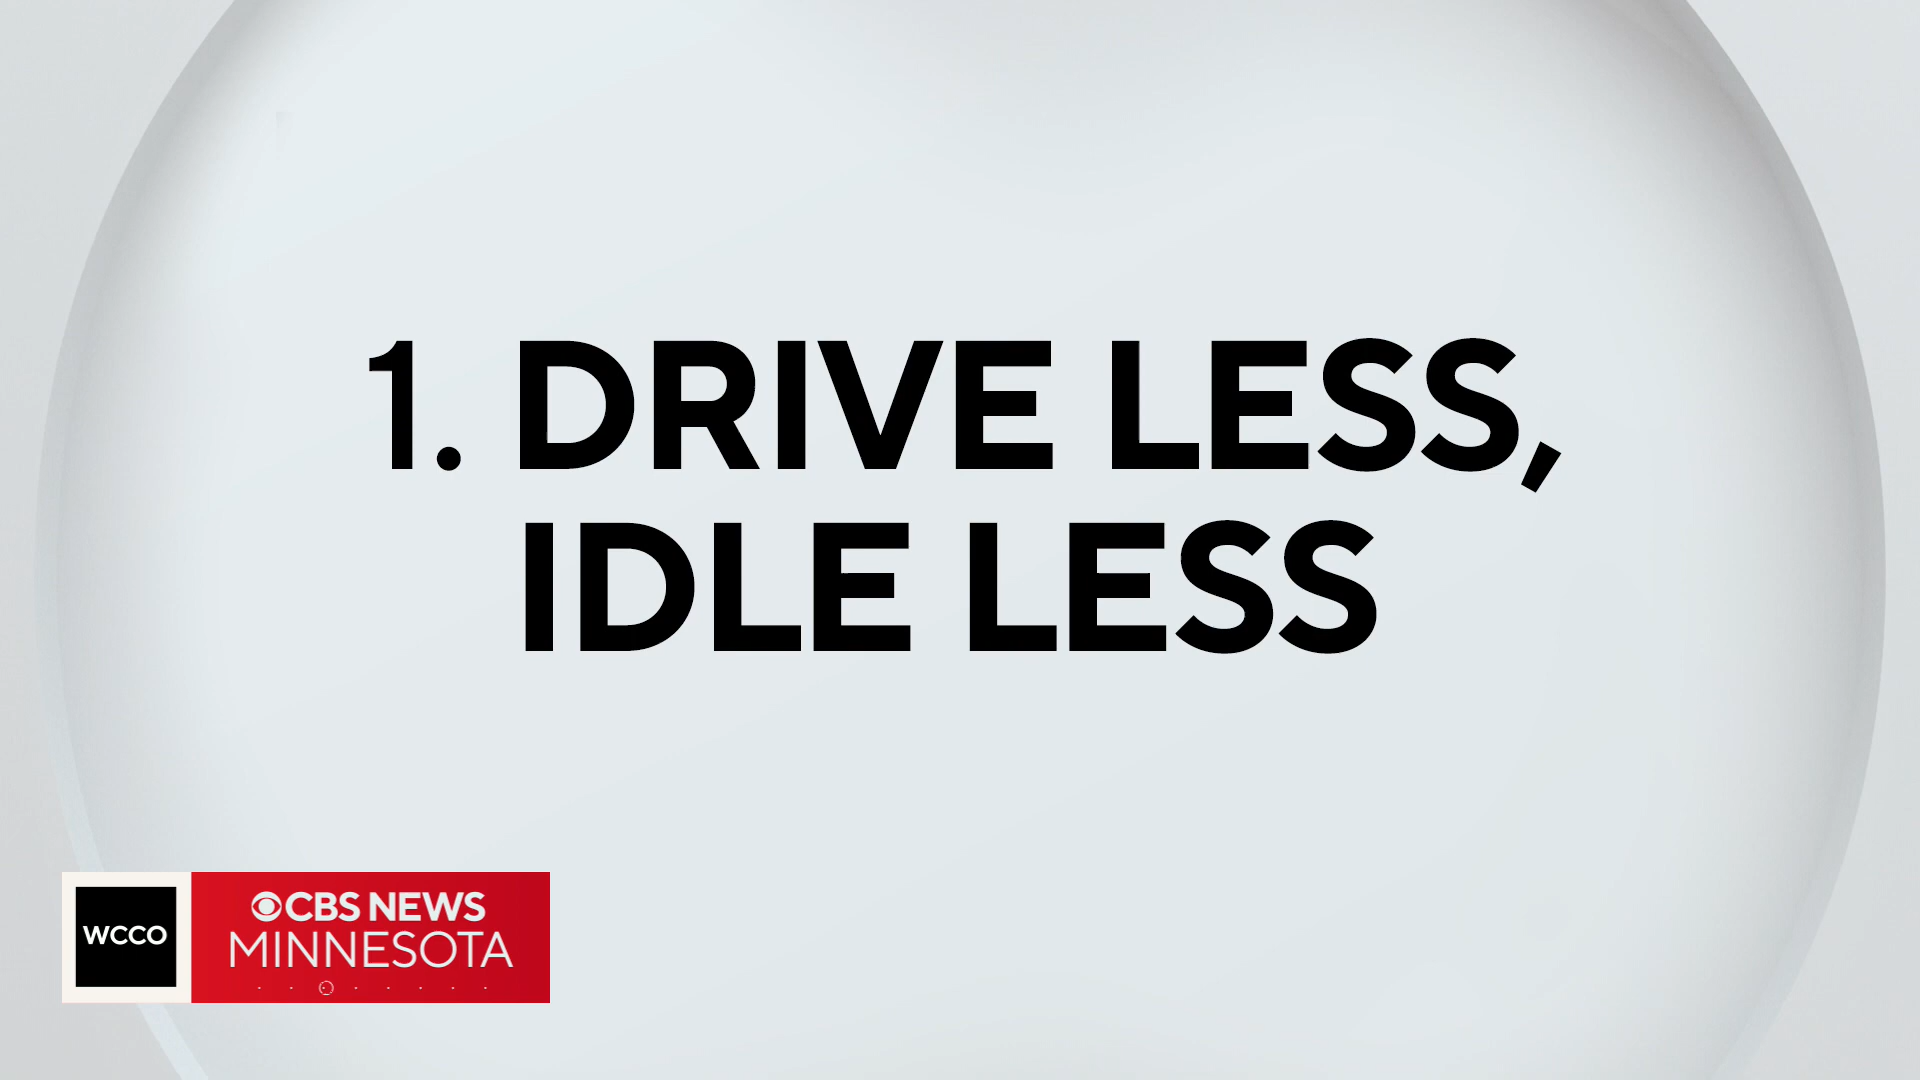 1. DRIVE LESS,
IDLE LESS
WCCO
CBS NEWS
MINNESOTA